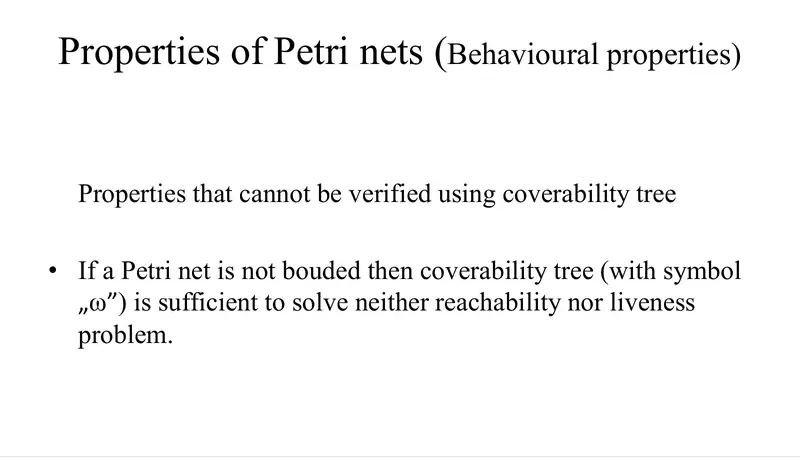 Properties of Petri nets (Behavioural properties)
Properties that cannot be verified using coverability tree
• If a Petri net is not bouded then coverability tree (with symbol
„ω”) is sufficient to solve neither reachability nor liveness
problem.